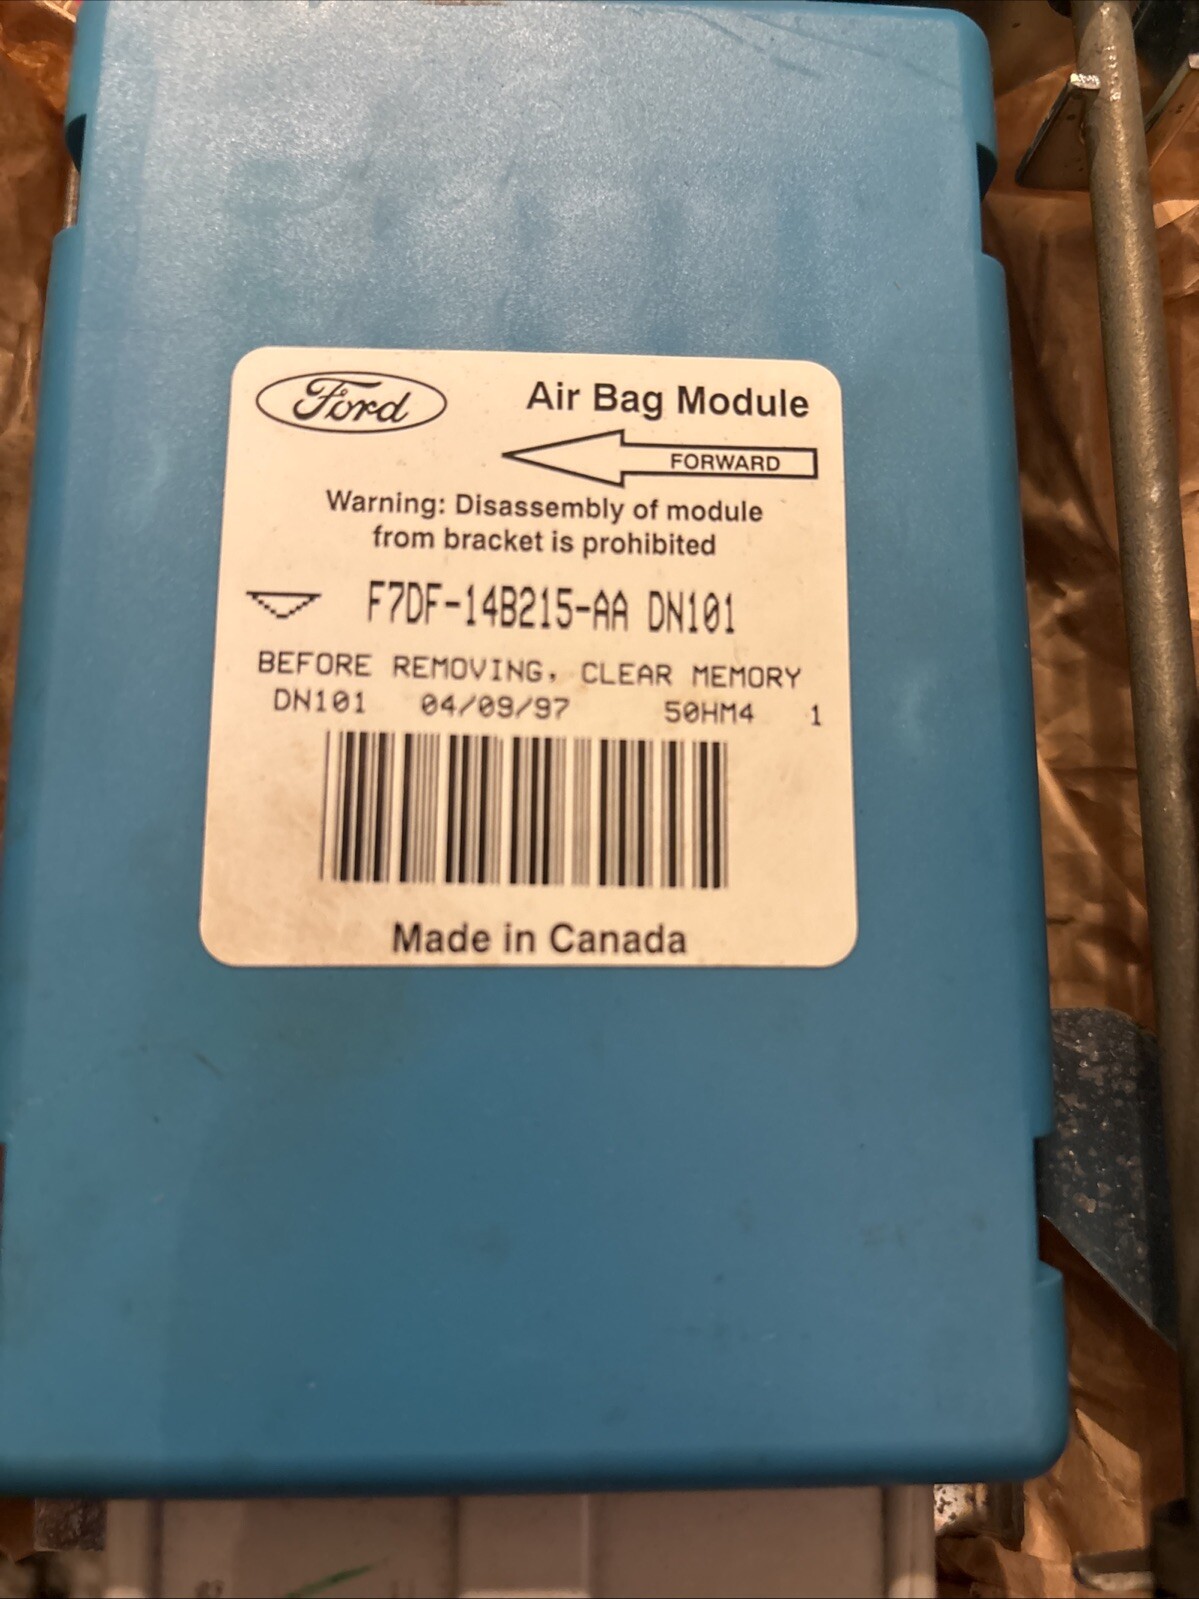 Ford
Air Bag Module
FORWARD
Warning: Disassembly of module
from bracket is prohibited
F7DF-14B215-AA DN101
BEFORE REMOVING, CLEAR MEMORY
DN101 04/09/97 50HM4 1
Made in Canada